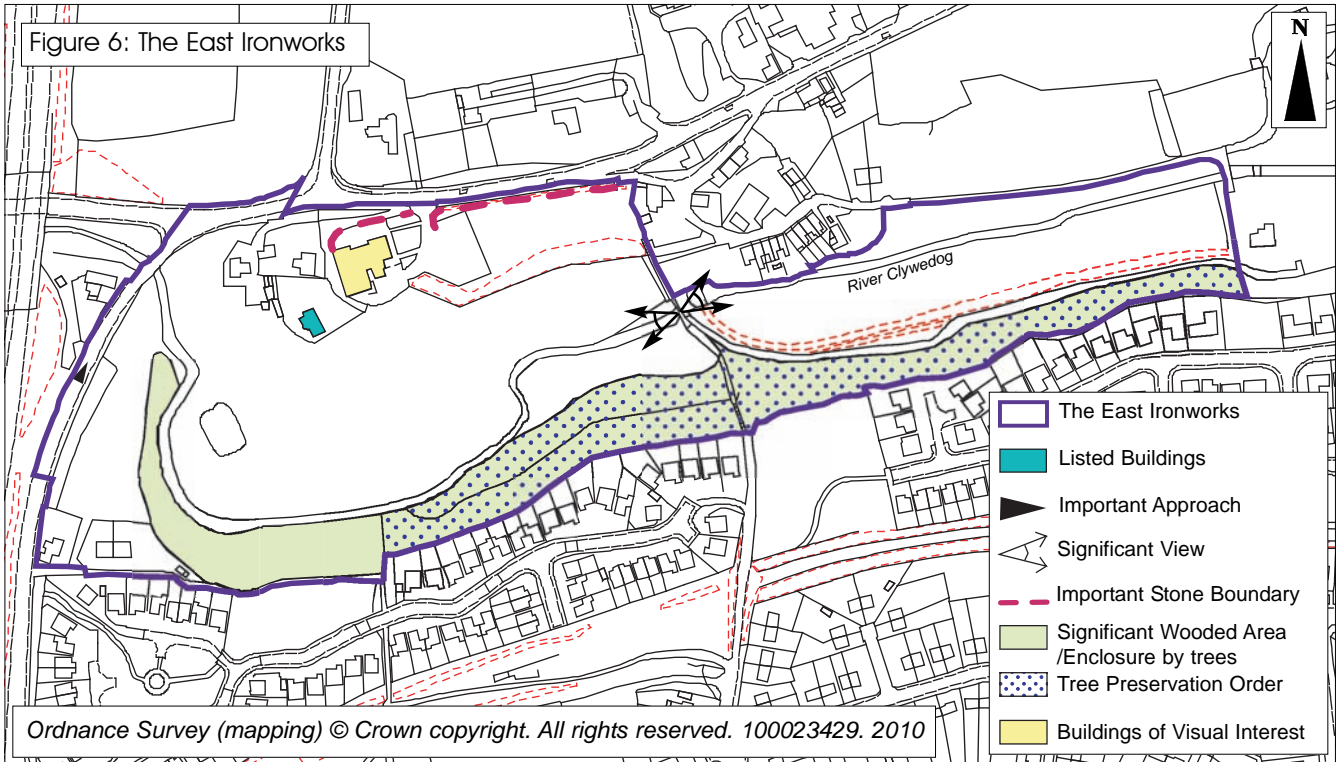 Figure 6: The East Ironworks
N
River Clywedog
The East Ironworks
Listed Buildings
Important Approach
Significant View
Important Stone Boundary
Significant Wooded Area
/Enclosure by trees
Tree Preservation Order
Buildings of Visual Interest
Ordnance Survey (mapping) © Crown copyright. All rights reserved. 100023429. 2010